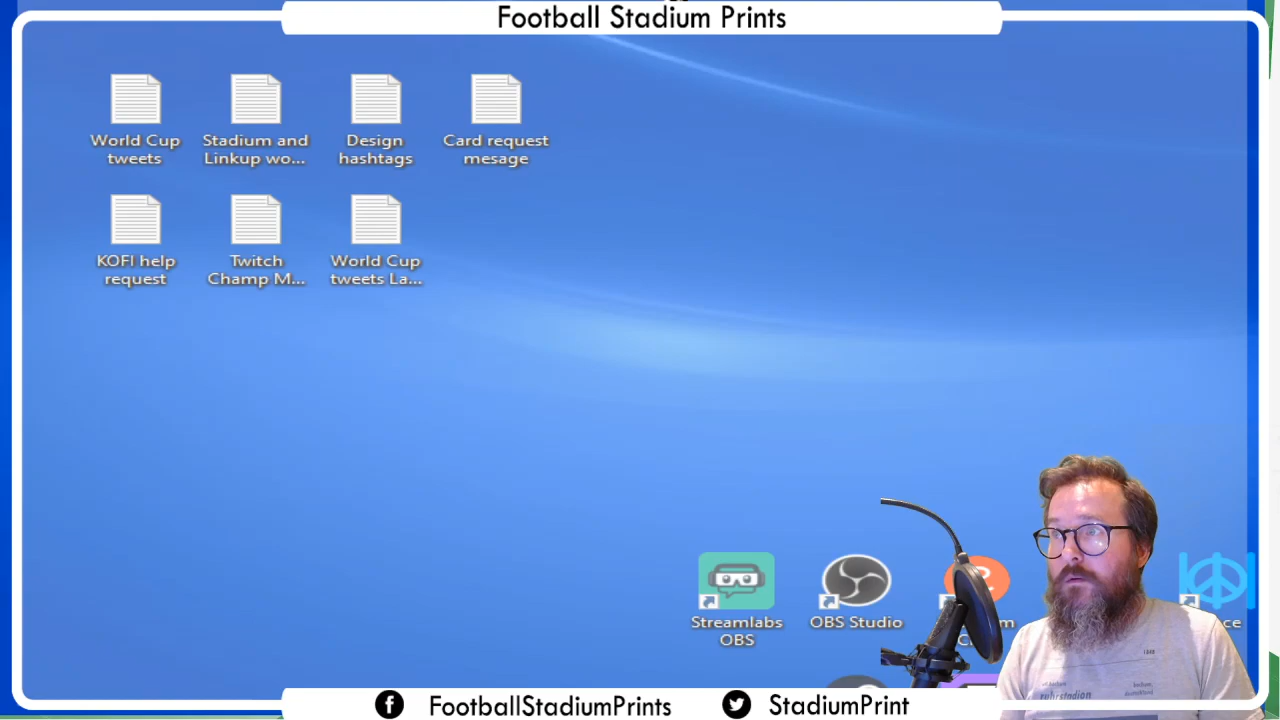 Football Stadium Prints
World Cup
tweets
Stadium and
Linkup wo...
Design
hashtags
Card request
mesage
KOFI help
request
Twitch
Champ M...
World Cup
tweets La...
Streamlabs
OBS
OBS Studio
ruhrstadion
FootballStadiumPrints
StadiumPrint